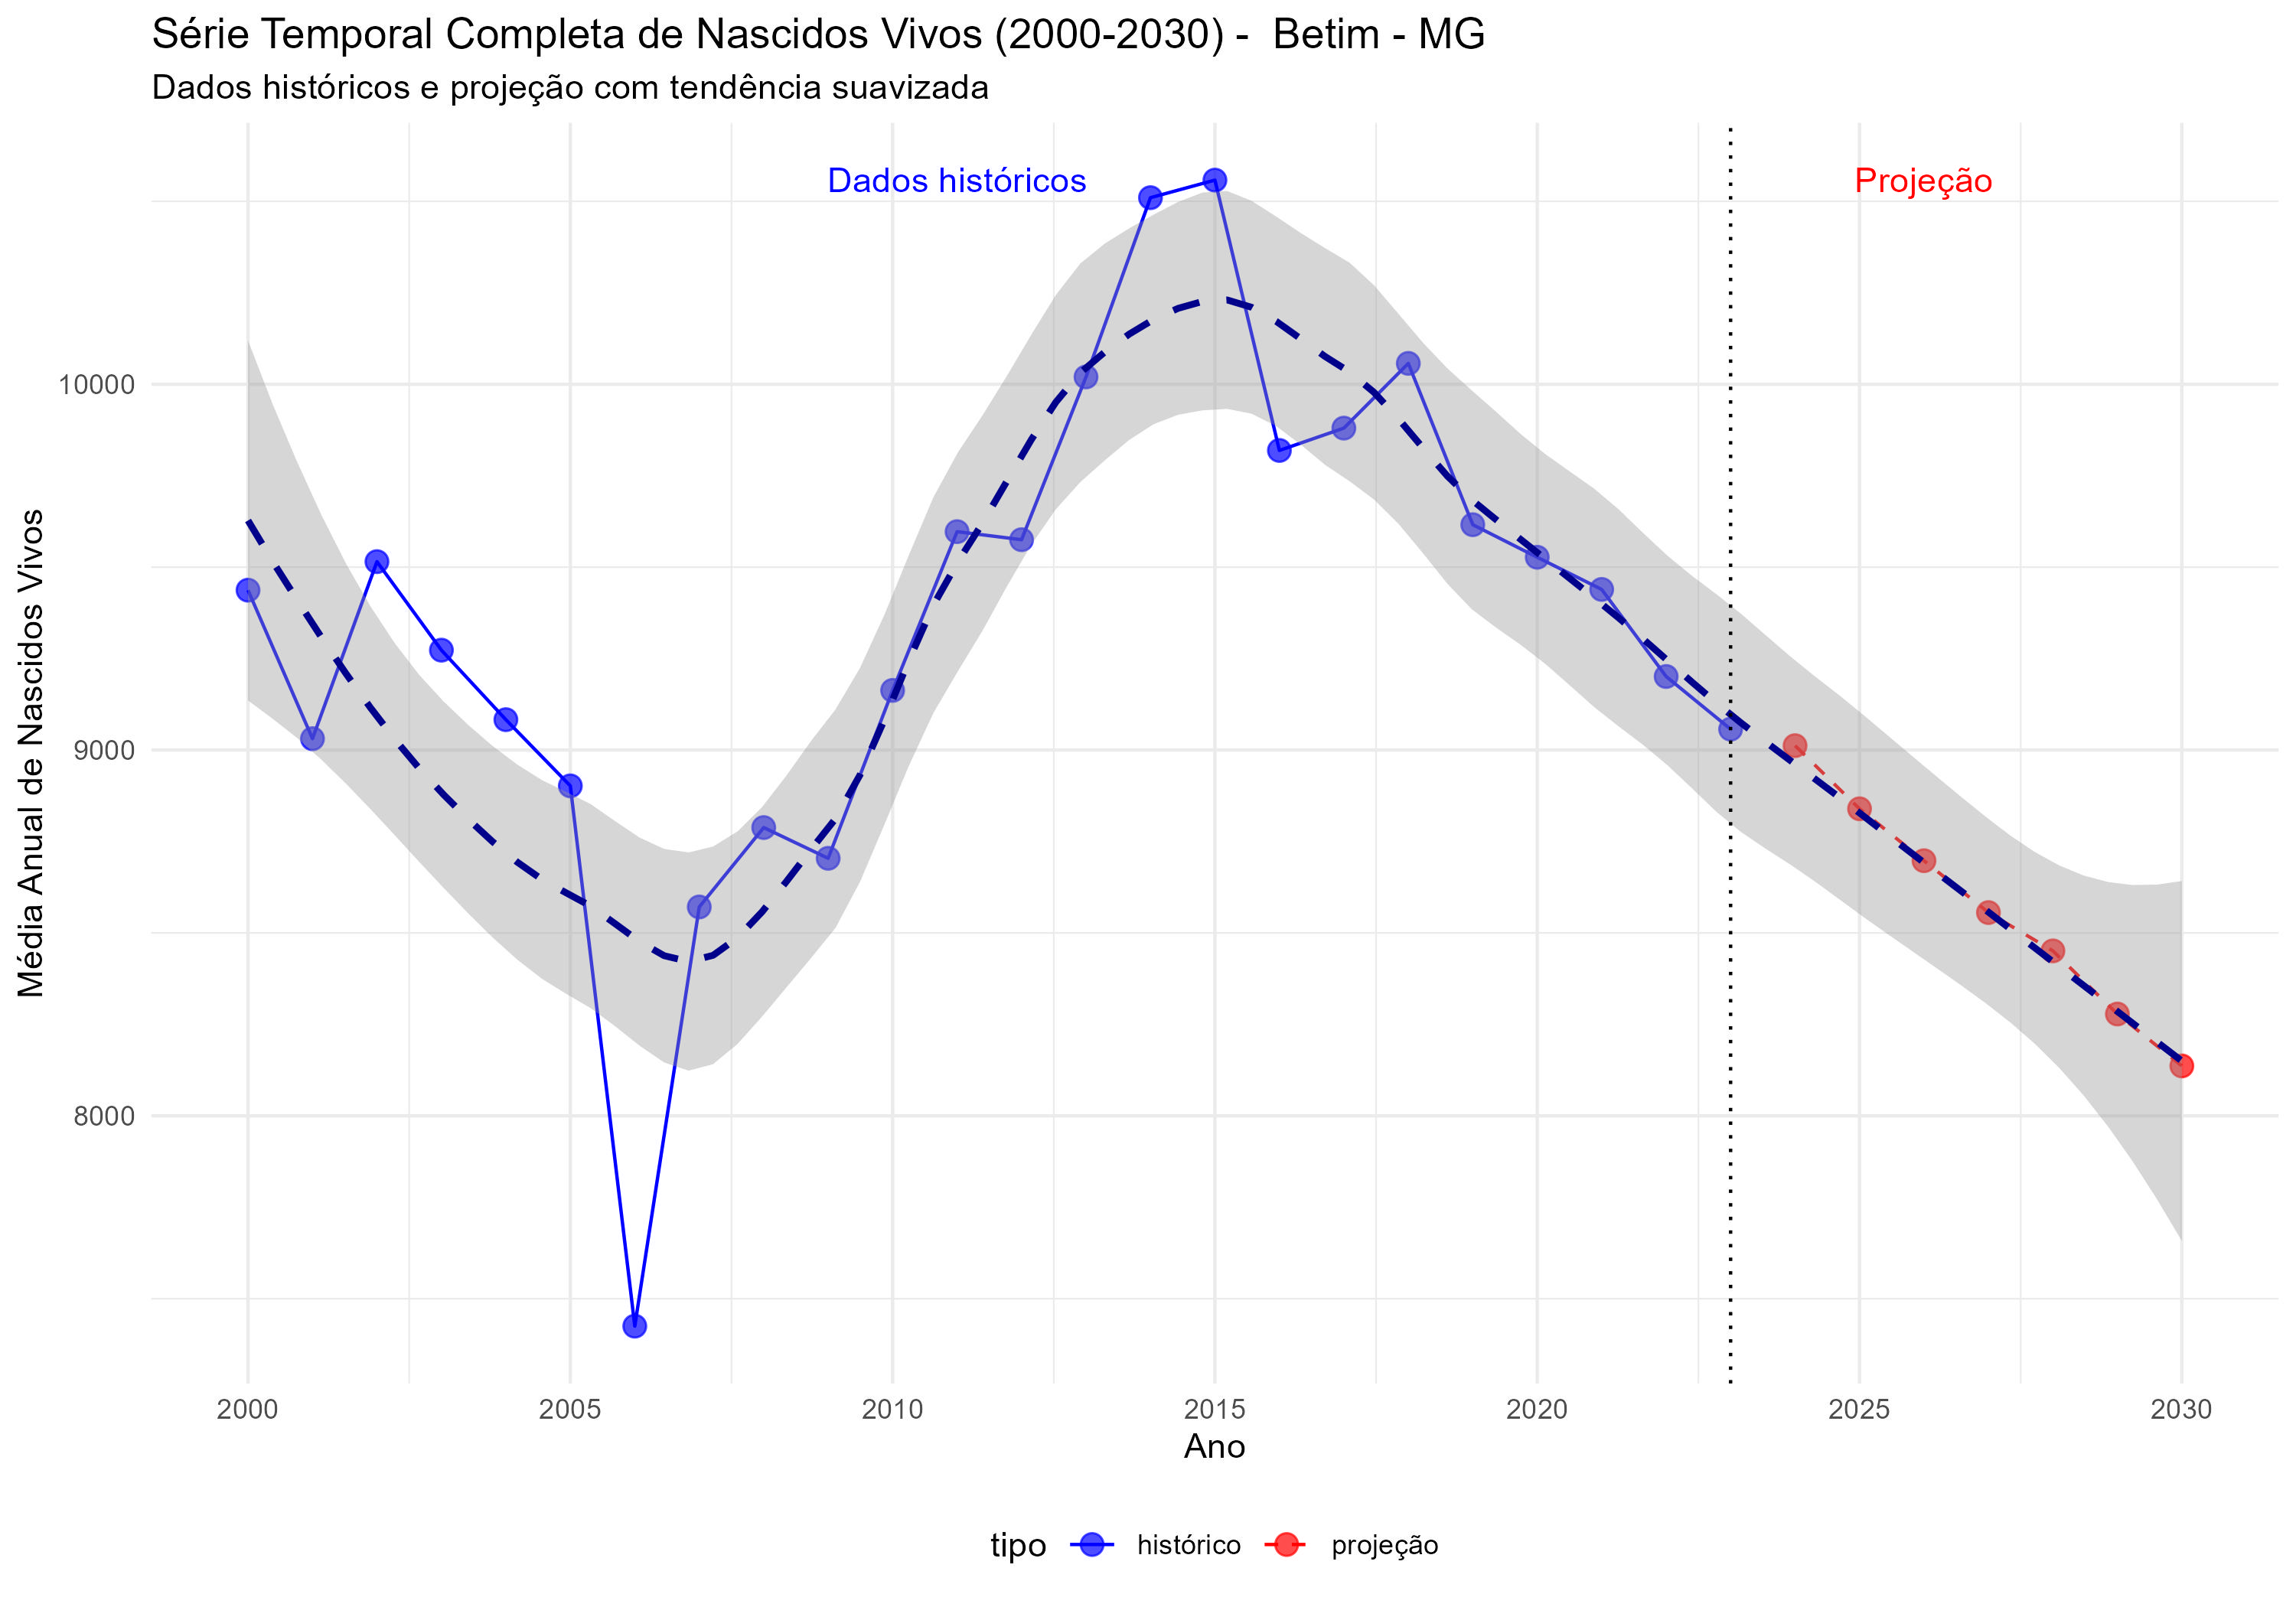 Série Temporal Completa de Nascidos Vivos (2000-2030) -  Betim - MG
Dados históricos e projeção com tendência suavizada
Dados históricos
Projeção
Média Anual de Nascidos Vivos
10000
9000
8000
2000
2005
2010
2015
2020
2025
2030
Ano
tipo
histórico
projeção